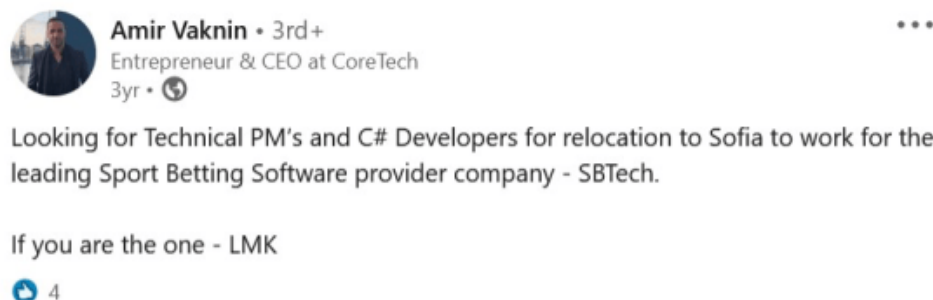 Amir Vaknin • 3rd+
Entrepreneur & CEO at CoreTech
3yr •
Looking for Technical PM's and C# Developers for relocation to Sofia to work for the
leading Sport Betting Software provider company - SBTech.
If you are the one - LMK
4